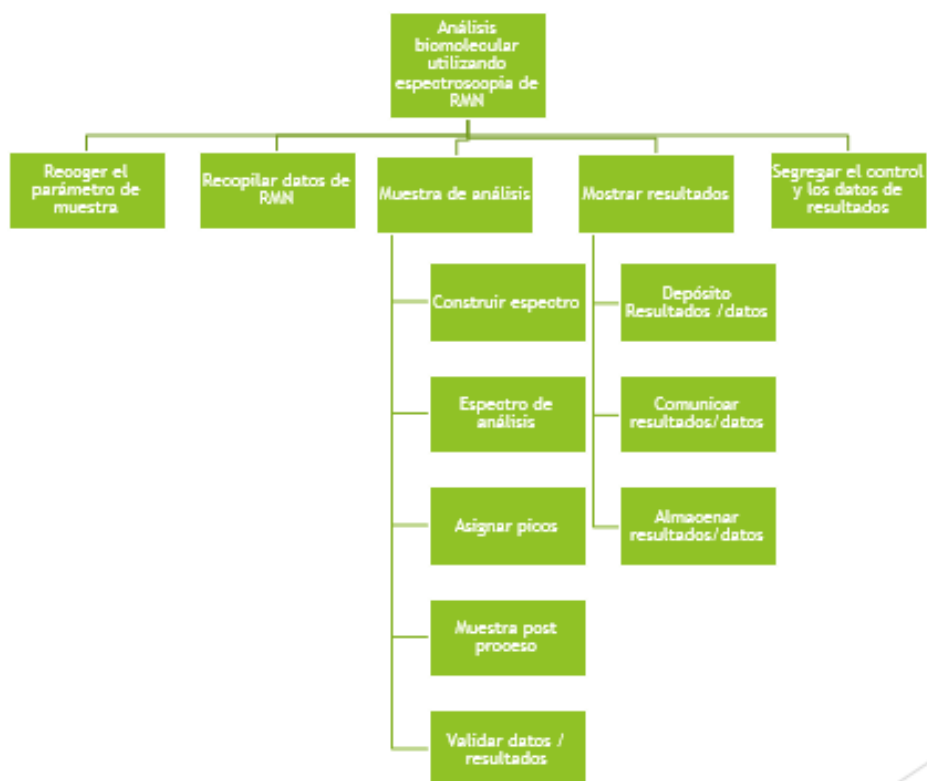 Análisis
biomolecular
utilizando
espectroscopia de
RMN
Recoger el
parámetro de
muestra
Recopilar datos de
RMN
Muestra de análisis
Mostrar resultados
Segregar el control
y los datos de
resultados
Construir espectro
Espectro de
análisis
Asignar picos
Muestra post
proceso
Validar datos /
resultados
Depósito
Resultados /datos
Comunicar
resultados/datos
Almacenar
resultados/datos